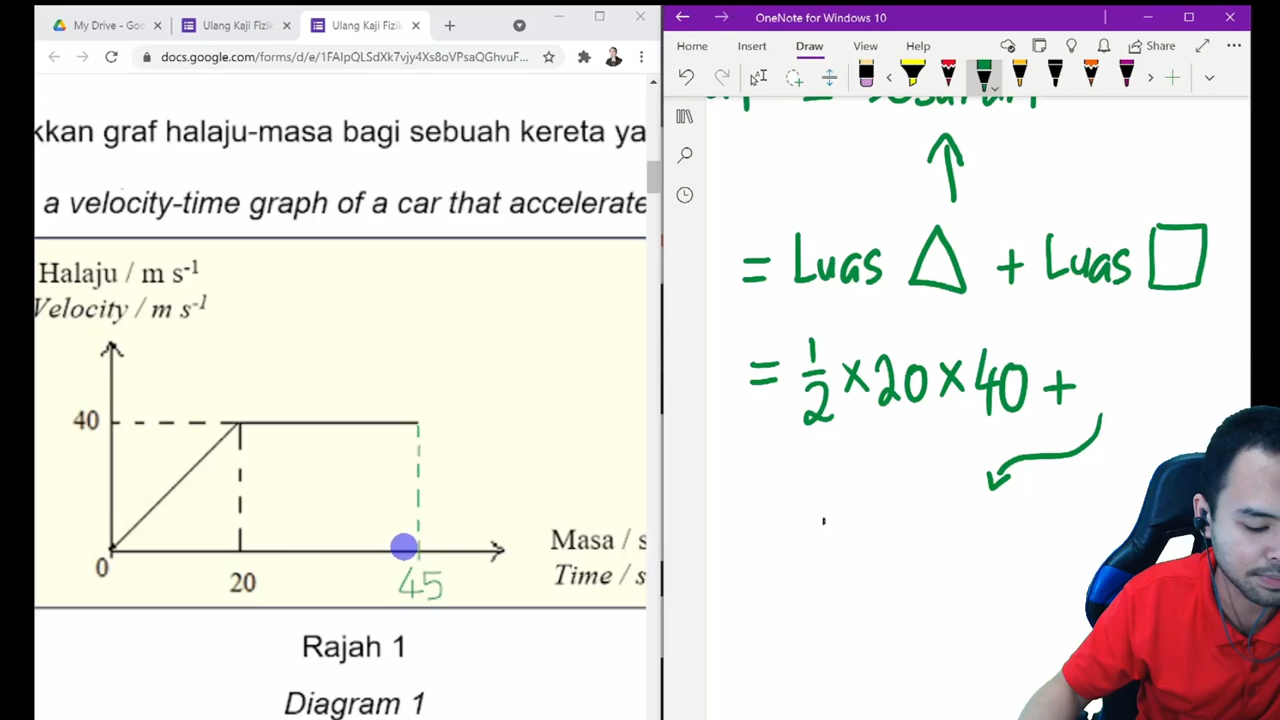 My Drive - Goo
Ulang Kaji Fizik
Ulang Kaji Fizik
docs.google.com/forms/d/e/1FAIpQLSdXk7vjy4Xs8oVPsaQGhvuF...
kkan graf halaju-masa bagi sebuah kereta ya
a velocity-time graph of a car that accelerate
Halaju / m s⁻¹
Velocity / m s⁻¹
40
0
20
45
Masa / s
Time / s
Rajah 1
Diagram 1
OneNote for Windows 10
Home Insert Draw View Help Share
= Luas △ + Luas □
= 1/2 × 20 × 40 +